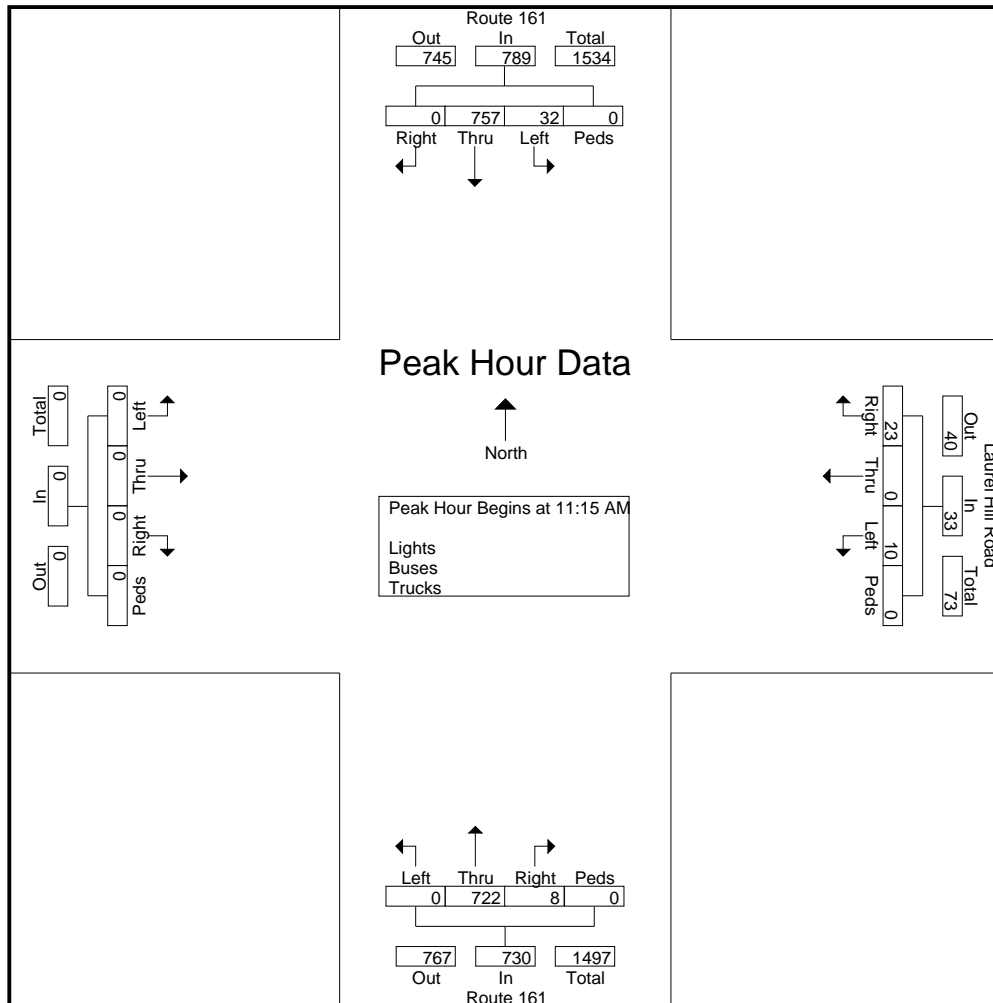 Route 161
Out In Total
745 789 1534
0 757 32 0
Right Thru Left Peds
Peak Hour Data
North
Peak Hour Begins at 11:15 AM
Lights
Buses
Trucks
Total In Out
0 0 0
0 0 0 0
Left Thru Right Peds
Laurel Hill Road
Out In Total
40 33 73
23 0 10 0
Right Thru Left Peds
Left Thru Right Peds
0 722 8 0
767 730 1497
Out In Total
Route 161